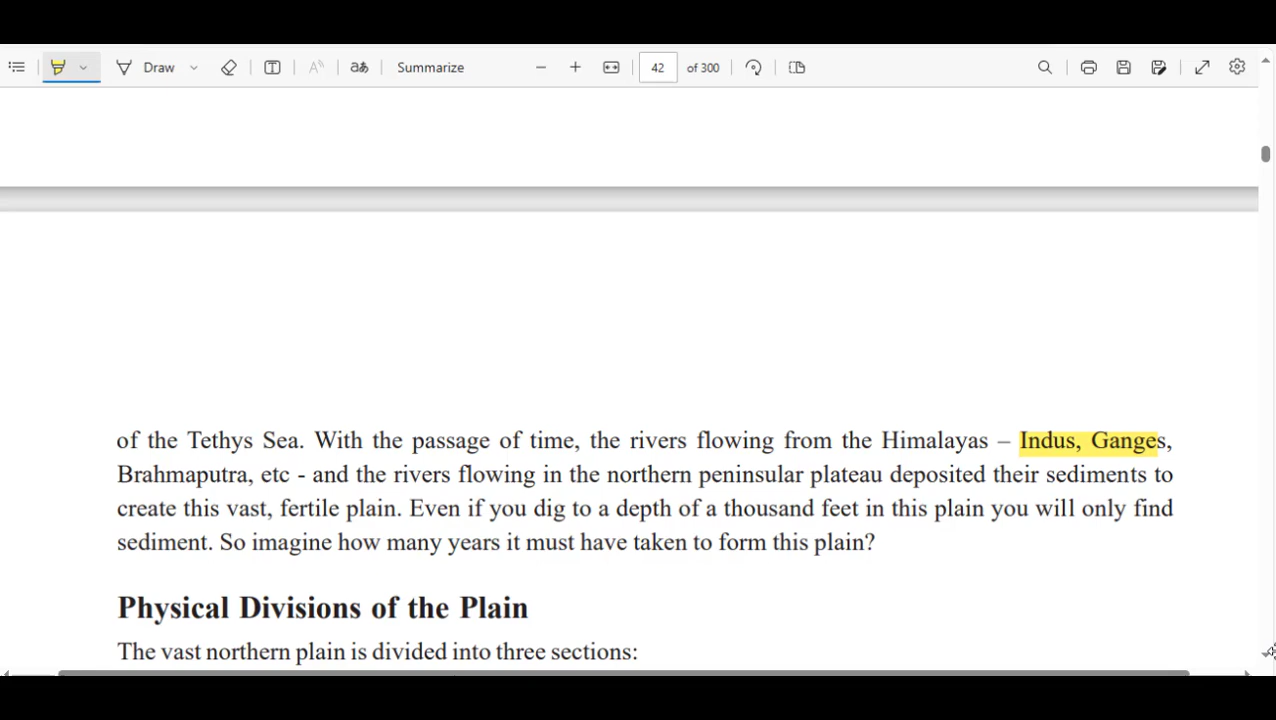 Draw aあ Summarize 42 of 300
of the Tethys Sea. With the passage of time, the rivers flowing from the Himalayas – Indus, Ganges,
Brahmaputra, etc - and the rivers flowing in the northern peninsular plateau deposited their sediments to
create this vast, fertile plain. Even if you dig to a depth of a thousand feet in this plain you will only find
sediment. So imagine how many years it must have taken to form this plain?
Physical Divisions of the Plain
The vast northern plain is divided into three sections: